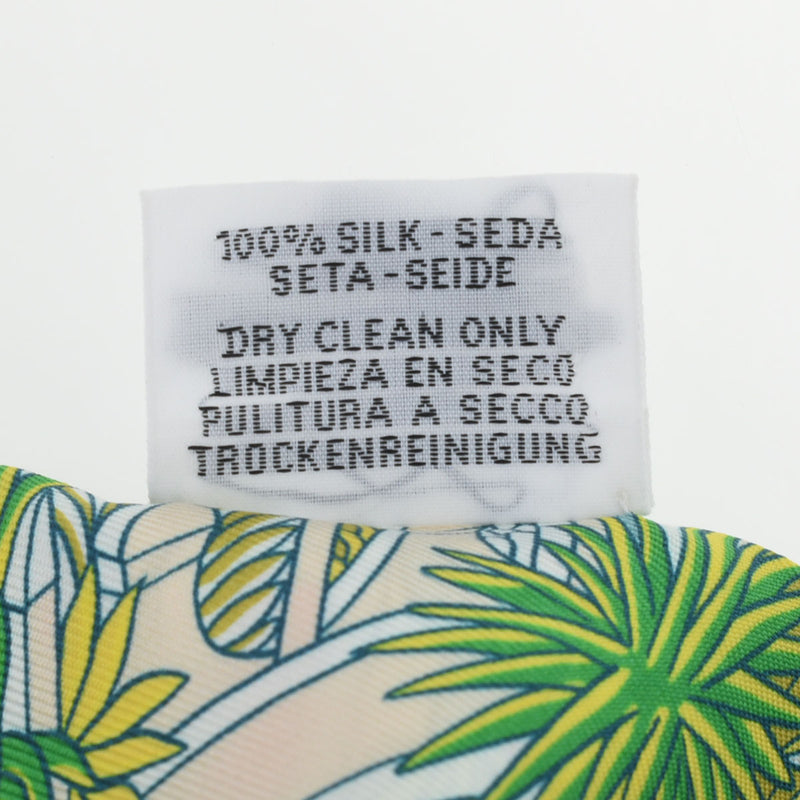 100% SILK - SEDA
SETA - SEIDE
DRY CLEAN ONLY
LIMPIEZA EN SECO
PULITURA A SECCO
TROCKENREINIGUNG